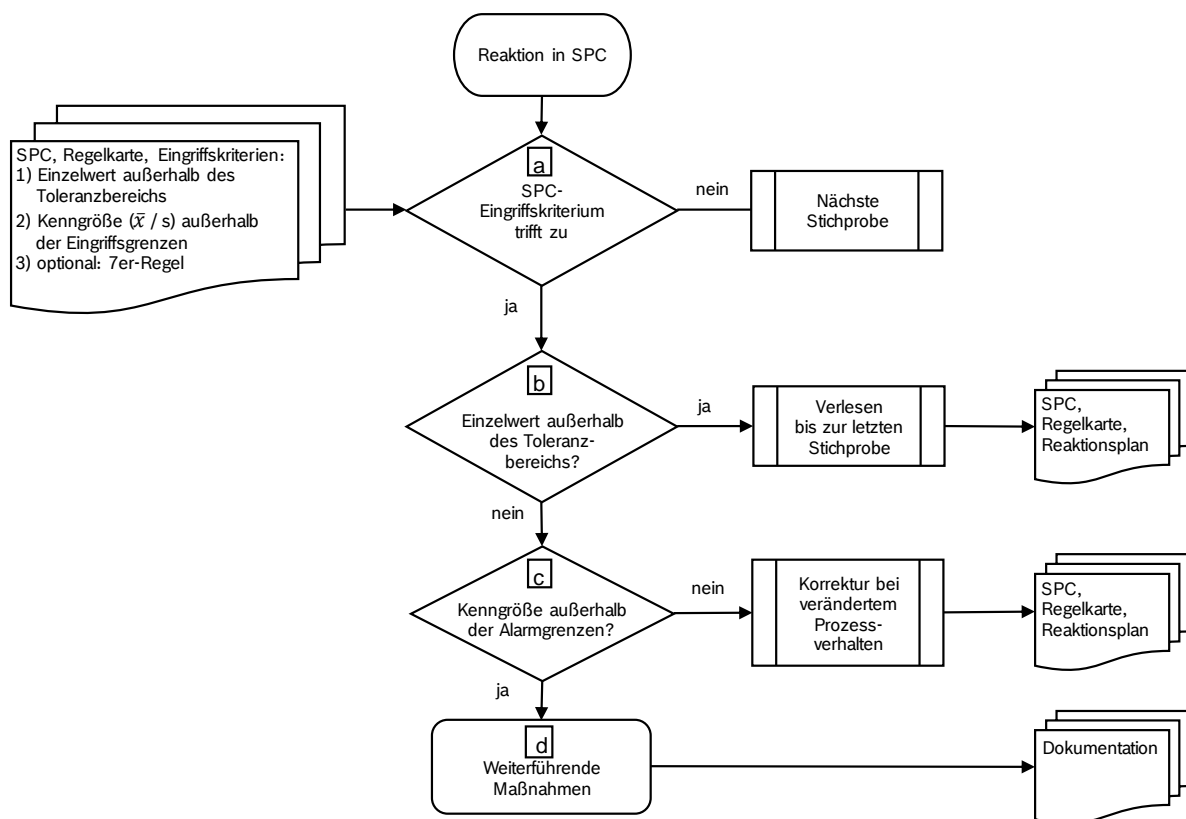 Reaktion in SPC
SPC, Regelkarte, Eingriffskriterien:
1) Einzelwert außerhalb des
Toleranzbereichs
2) Kenngröße (x̄ / s) außerhalb
der Eingriffsgrenzen
3) optional: 7er-Regel
a
SPC-
Eingriffskriterium
trifft zu
nein
Nächste
Stichprobe
ja
b
Einzelwert außerhalb
des Toleranz-
bereichs?
ja
Verlesen
bis zur letzten
Stichprobe
SPC,
Regelkarte,
Reaktionsplan
nein
c
Kenngröße außerhalb
der Alarmgrenzen?
nein
Korrektur bei
verändertem
Prozess-
verhalten
SPC,
Regelkarte,
Reaktionsplan
ja
d
Weiterführende
Maßnahmen
Dokumentation